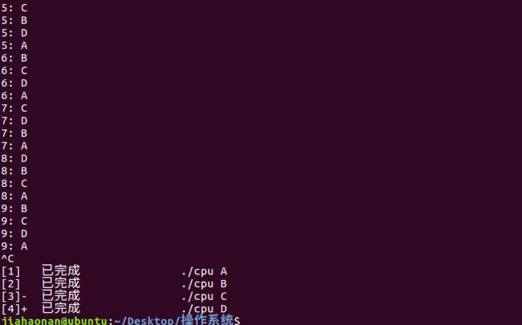 5: C
5: B
5: D
5: A
6: B
6: C
6: D
6: A
7: C
7: D
7: B
7: A
8: D
8: B
8: C
8: A
9: B
9: C
9: D
9: A
^C
[1]   已完成               ./cpu A
[2]   已完成               ./cpu B
[3]-  已完成               ./cpu C
[4]+  已完成               ./cpu D
jiahaonan@ubuntu:~/Desktop/操作系统$